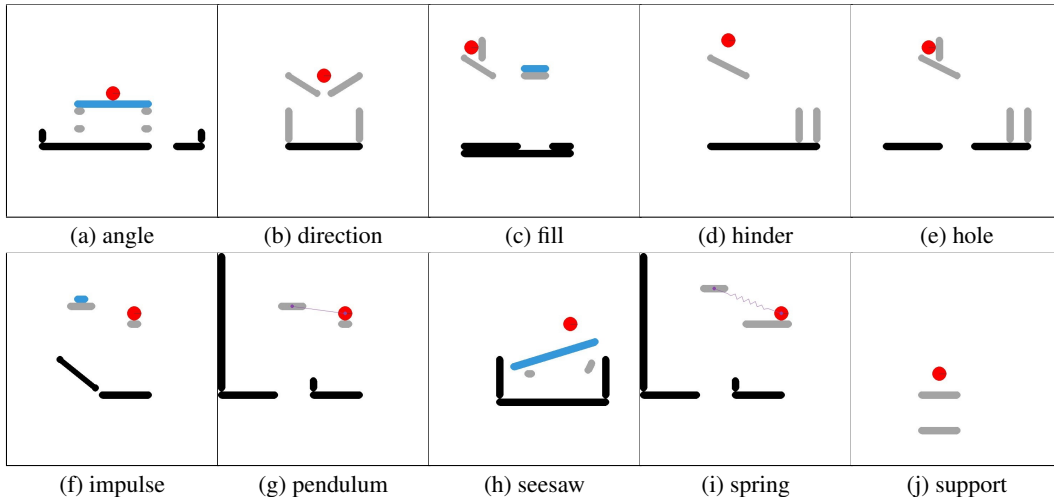 (a) angle
(b) direction
(c) fill
(d) hinder
(e) hole
(f) impulse
(g) pendulum
(h) seesaw
(i) spring
(j) support